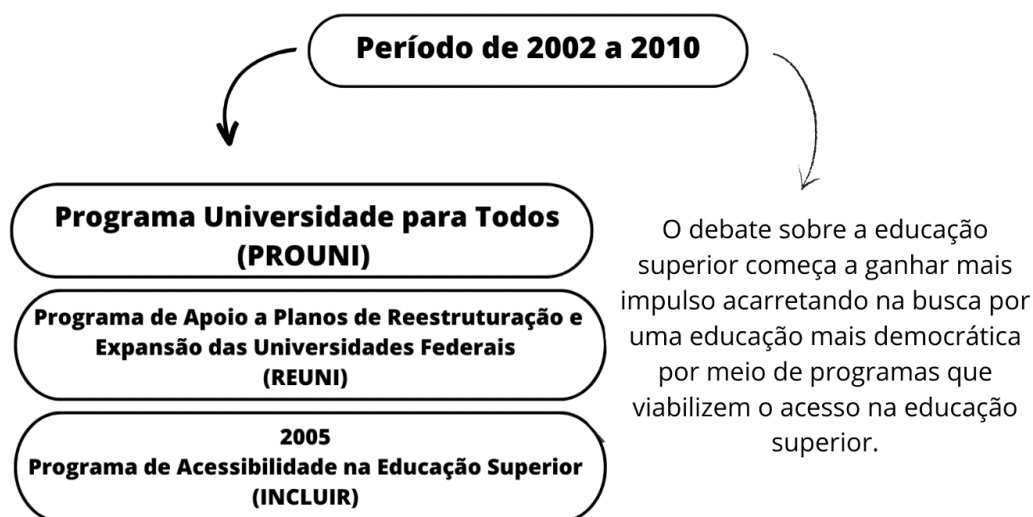 Período de 2002 a 2010
Programa Universidade para Todos
(PROUNI)
Programa de Apoio a Planos de Reestruturação e
Expansão das Universidades Federais
(REUNI)
2005
Programa de Acessibilidade na Educação Superior
(INCLUIR)
O debate sobre a educação
superior começa a ganhar mais
impulso acarretando na busca por
uma educação mais democrática
por meio de programas que
viabilizem o acesso na educação
superior.